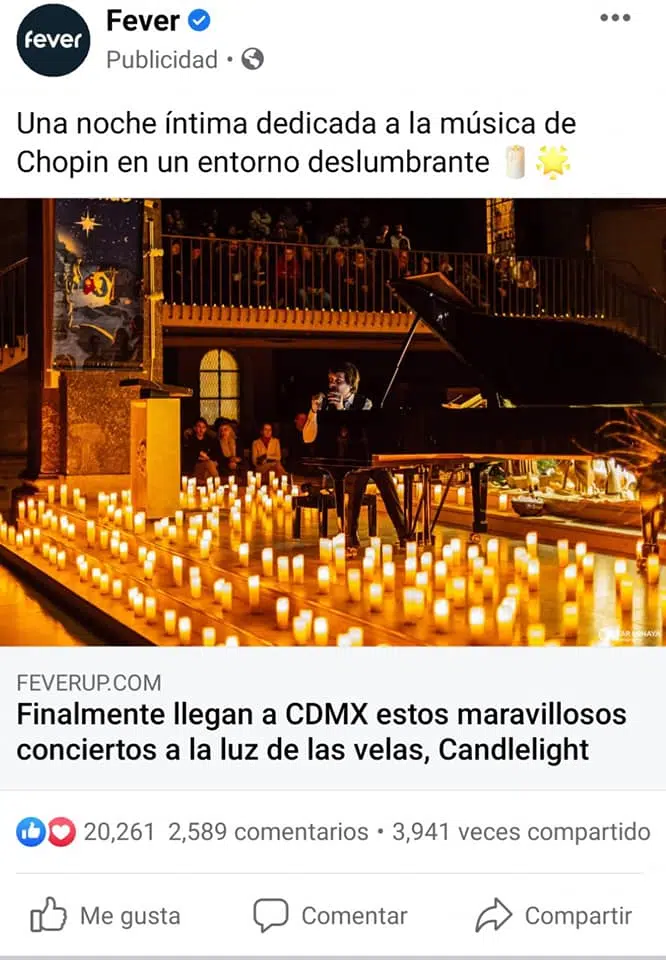 fever
Fever
Publicidad •
Una noche íntima dedicada a la música de
Chopin en un entorno deslumbrante 🕯️🌟
FEVERUP.COM
Finalmente llegan a CDMX estos maravillosos
conciertos a la luz de las velas, Candlelight
20,261 2,589 comentarios • 3,941 veces compartido
Me gusta Comentar Compartir